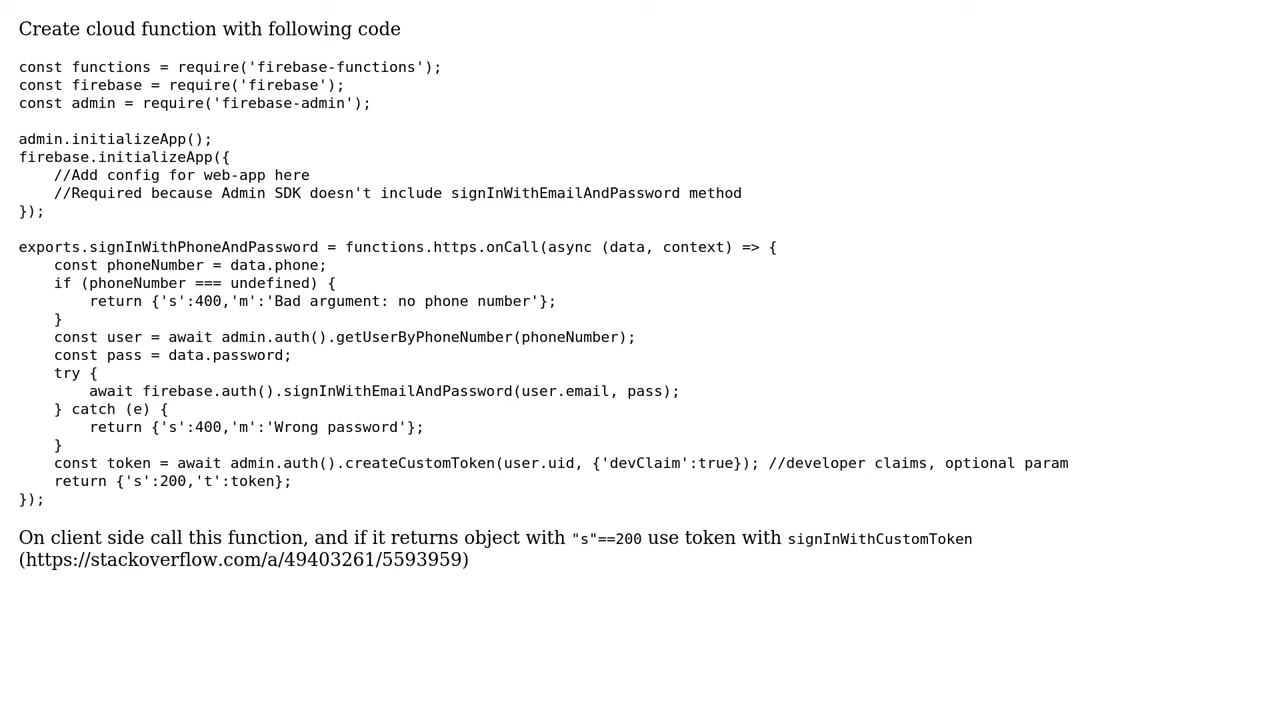 Create cloud function with following code
const functions = require('firebase-functions');
const firebase = require('firebase');
const admin = require('firebase-admin');

admin.initializeApp();
firebase.initializeApp({
    //Add config for web-app here
    //Required because Admin SDK doesn't include signInWithEmailAndPassword method
});

exports.signInWithPhoneAndPassword = functions.https.onCall(async (data, context) => {
    const phoneNumber = data.phone;
    if (phoneNumber === undefined) {
        return {'s':400,'m':'Bad argument: no phone number'};
    }
    const user = await admin.auth().getUserByPhoneNumber(phoneNumber);
    const pass = data.password;
    try {
        await firebase.auth().signInWithEmailAndPassword(user.email, pass);
    } catch (e) {
        return {'s':400,'m':'Wrong password'};
    }
    const token = await admin.auth().createCustomToken(user.uid, {'devClaim':true}); //developer claims, optional param
    return {'s':200,'t':token};
});
On client side call this function, and if it returns object with "s"==200 use token with signInWithCustomToken
(https://stackoverflow.com/a/49403261/5593959)